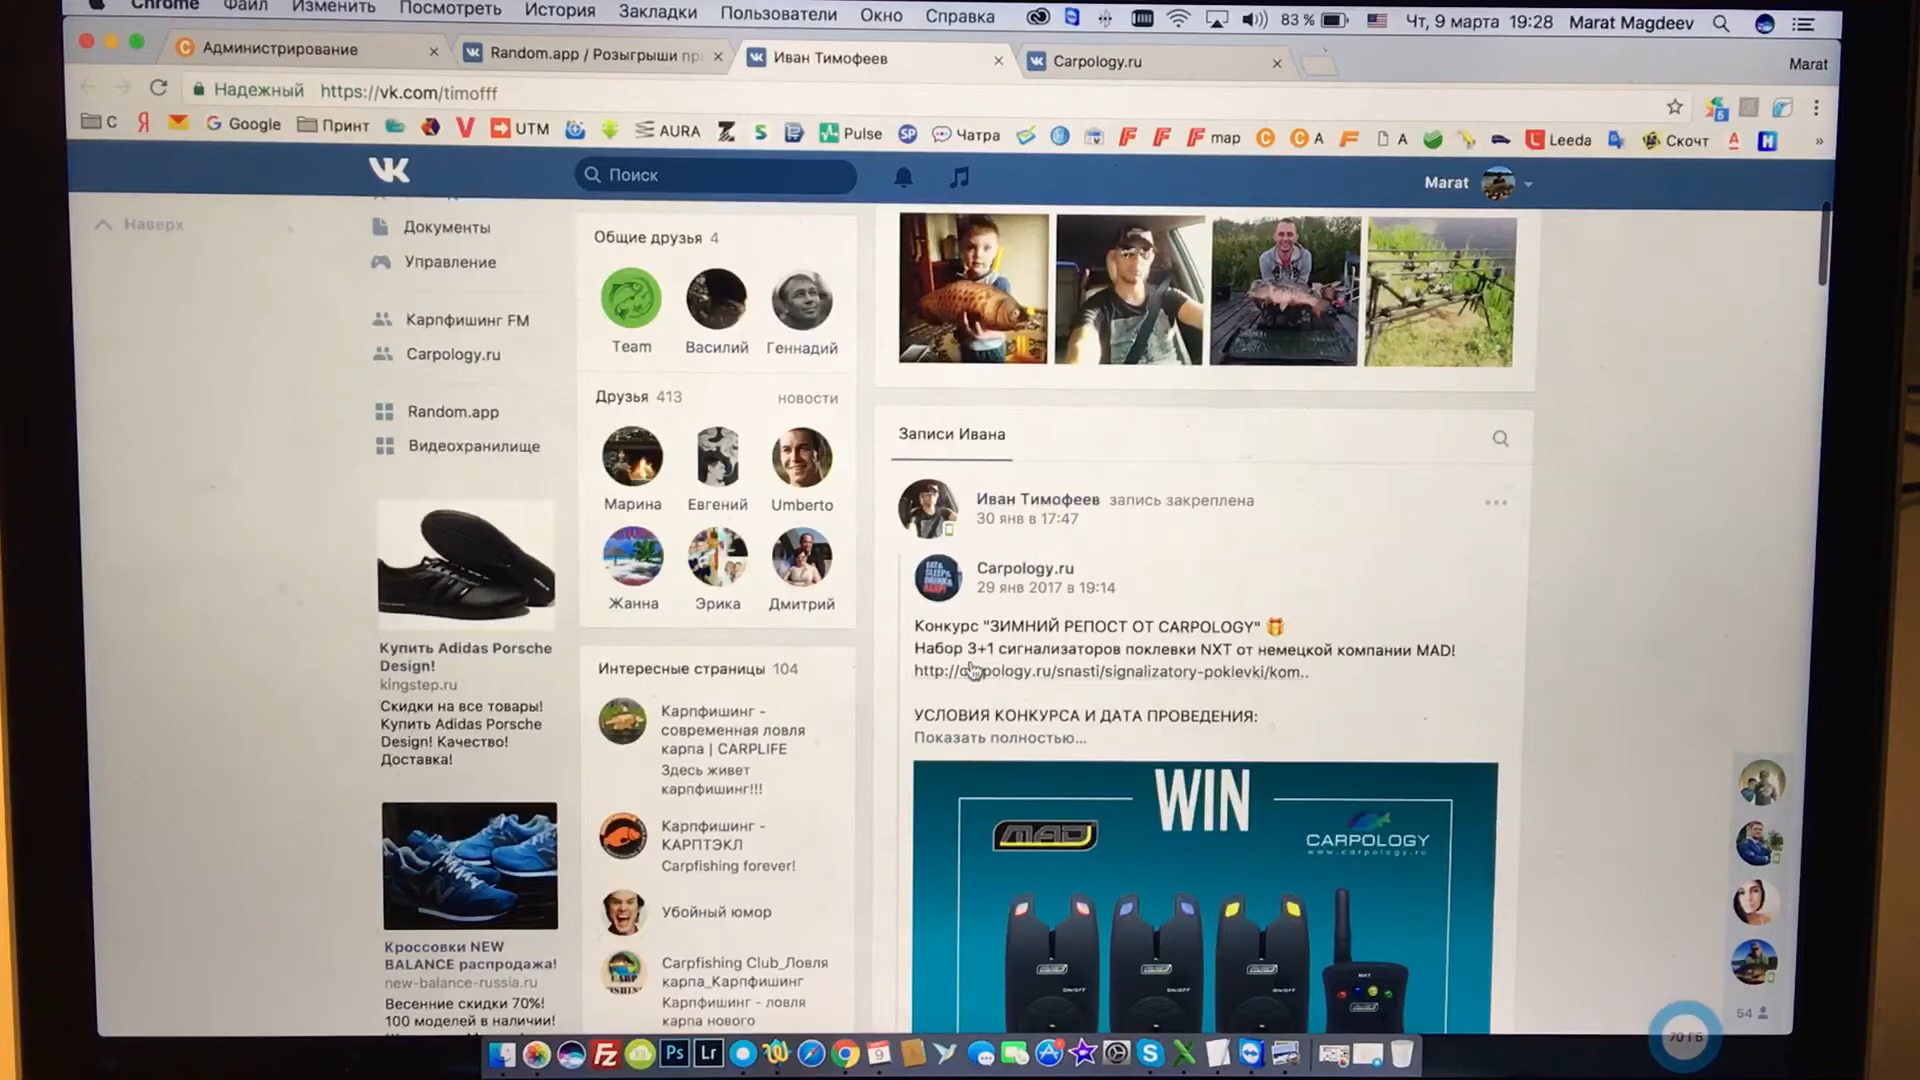 Chrome Файл Изменить Посмотреть История Закладки Пользователи Окно Справка 83 % Чт, 9 марта 19:28 Marat Magdeev
Администрирование
Random.app / Розыгрыши пр
Иван Тимофеев
Carpology.ru
Marat
Надежный https://vk.com/timofff
С Я Google Принт UTM AURA Pulse SP Чатра map A A Leeda Скочт »
Поиск
Marat
Наверх
Документы
Управление
Карпфишинг FM
Carpology.ru
Random.app
Видеохранилище
Купить Adidas Porsche
Design!
kingstep.ru
Скидки на все товары!
Купить Adidas Porsche
Design! Качество!
Доставка!
Кроссовки NEW
BALANCE распродажа!
new-balance-russia.ru
Весенние скидки 70%!
100 моделей в наличии!
Общие друзья 4
Team Василий Геннадий
Друзья 413 новости
Марина Евгений Umberto
Жанна Эрика Дмитрий
Интересные страницы 104
Карпфишинг -
современная ловля
карпа | CARPLIFE
Здесь живет
карпфишинг!!!
Карпфишинг -
КАРПТЭКЛ
Carpfishing forever!
Убойный юмор
Carpfishing Club_Ловля
карпа_Карпфишинг
Карпфишинг - ловля
карпа нового
Записи Ивана
Иван Тимофеев запись закреплена
30 янв в 17:47
Carpology.ru
29 янв 2017 в 19:14
Конкурс "ЗИМНИЙ РЕПОСТ ОТ CARPOLOGY"
Набор 3+1 сигнализаторов поклевки NXT от немецкой компании MAD!
http://carpology.ru/snasti/signalizatory-poklevki/kom..
УСЛОВИЯ КОНКУРСА И ДАТА ПРОВЕДЕНИЯ:
Показать полностью...
WIN
MAD
CARPOLOGY
www.carpology.ru
NXT
54
70 ГБ
Fz Ps Lr 9